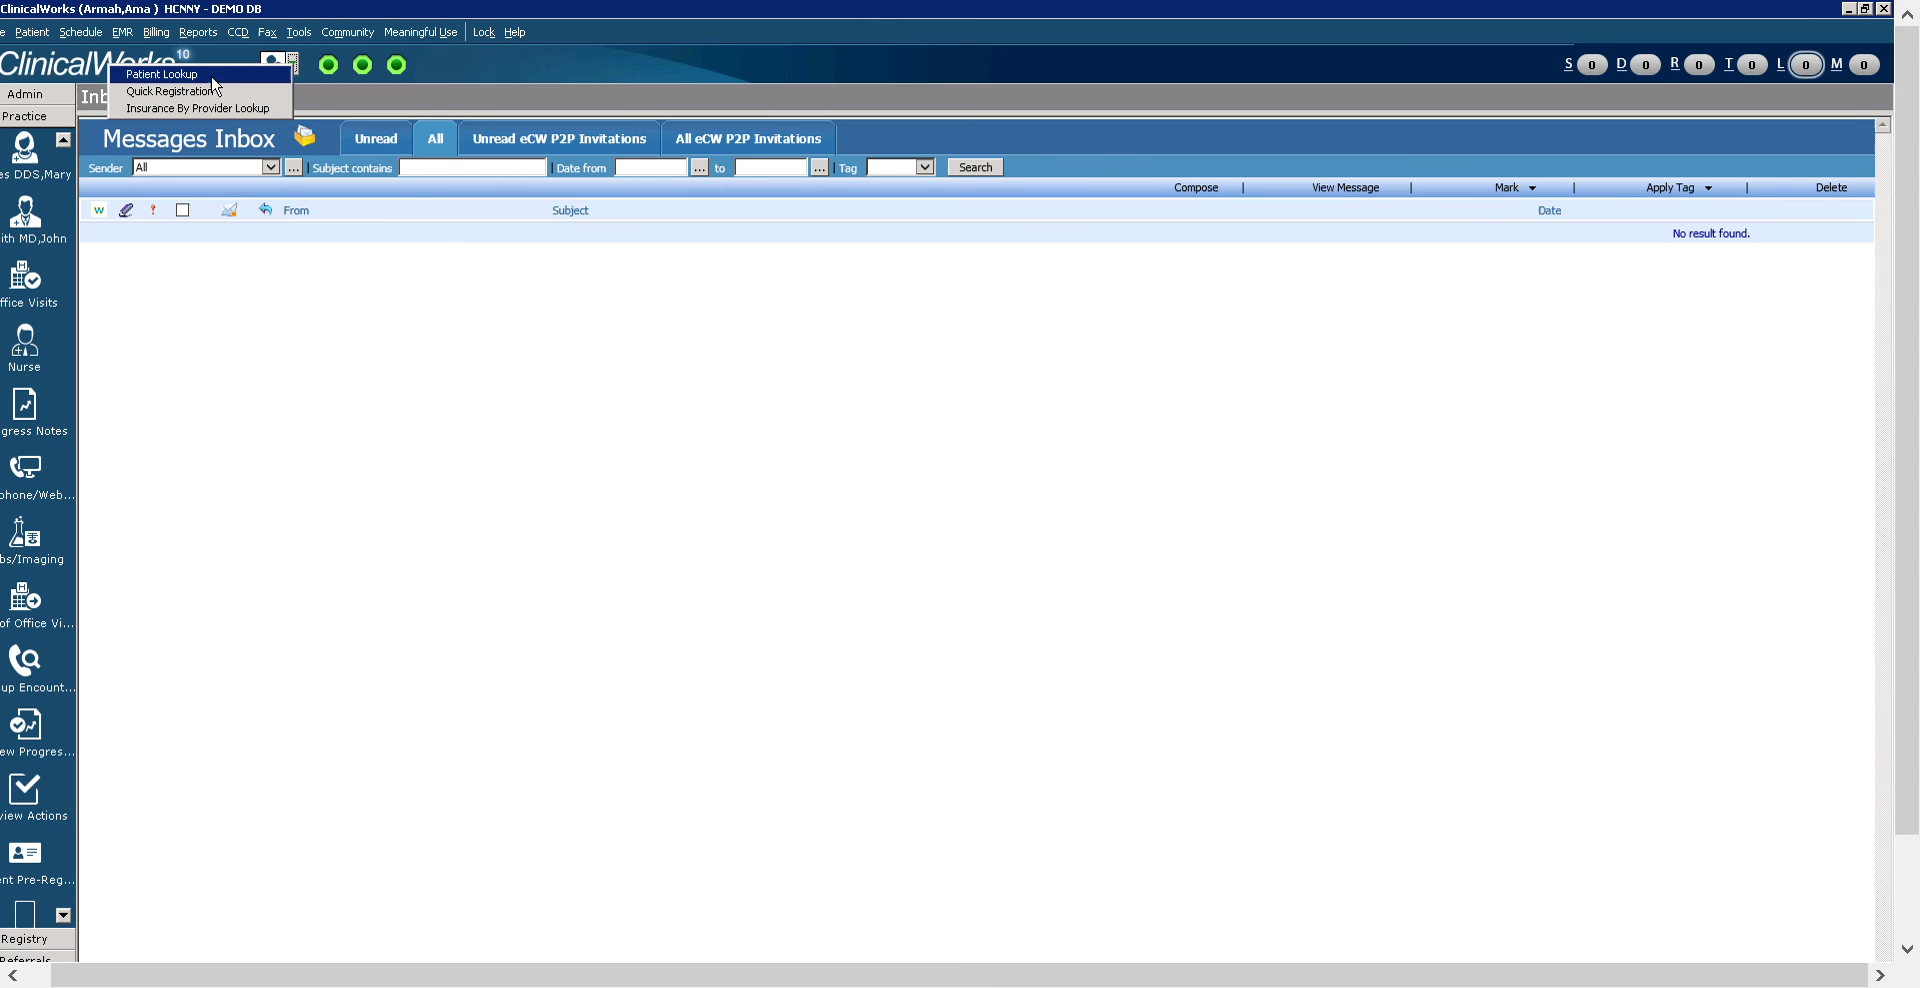 ClinicalWorks (Armah,Ama ) HCNNY - DEMO DB
e Patient Schedule EMR Billing Reports CCD Fax Tools Community Meaningful Use Lock Help
ClinicalWorks 10
S 0 D 0 R 0 T 0 L 0 M 0
Patient Lookup
Quick Registration
Insurance By Provider Lookup
Admin
Inb
Practice
Messages Inbox Unread All Unread eCW P2P Invitations All eCW P2P Invitations
Sender All ... Subject contains Date from ... to ... Tag Search
Compose | View Message | Mark | Apply Tag | Delete
W ! From Subject Date
No result found.
es DDS,Mary
ith MD,John
ffice Visits
Nurse
gress Notes
phone/Web...
bs/Imaging
of Office Vi...
up Encount...
ew Progres...
view Actions
ent Pre-Reg...
Registry
Referrals